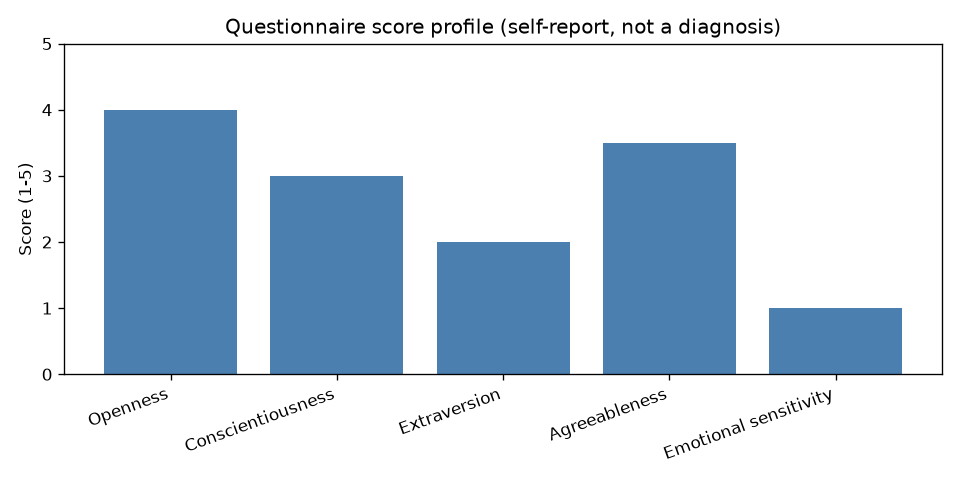 Questionnaire score profile (self-report, not a diagnosis)
Score (1-5)
5
4
3
2
1
0
Openness
Conscientiousness
Extraversion
Agreeableness
Emotional sensitivity